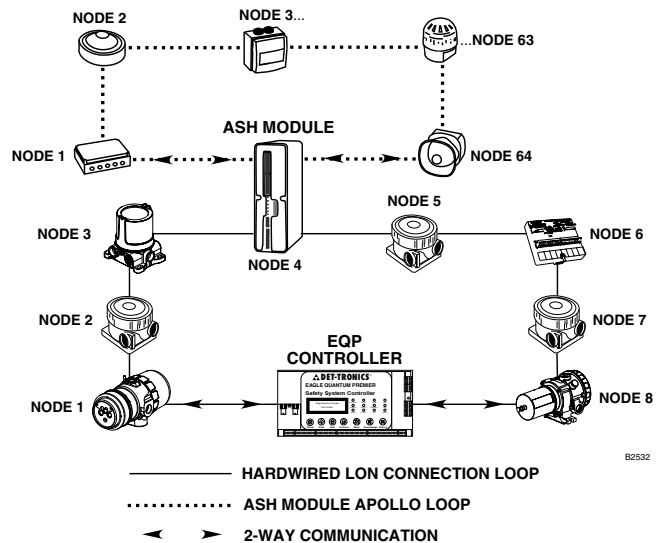 NODE 2
NODE 3...
...NODE 63
ASH MODULE
NODE 1
NODE 64
NODE 5
NODE 3
NODE 6
NODE 4
NODE 2
NODE 7
EQP
CONTROLLER
DET-TRONICS
EAGLE QUANTUM PREMIER
Safety System Controller
NODE 1
NODE 8
B2532
HARDWIRED LON CONNECTION LOOP
ASH MODULE APOLLO LOOP
2-WAY COMMUNICATION